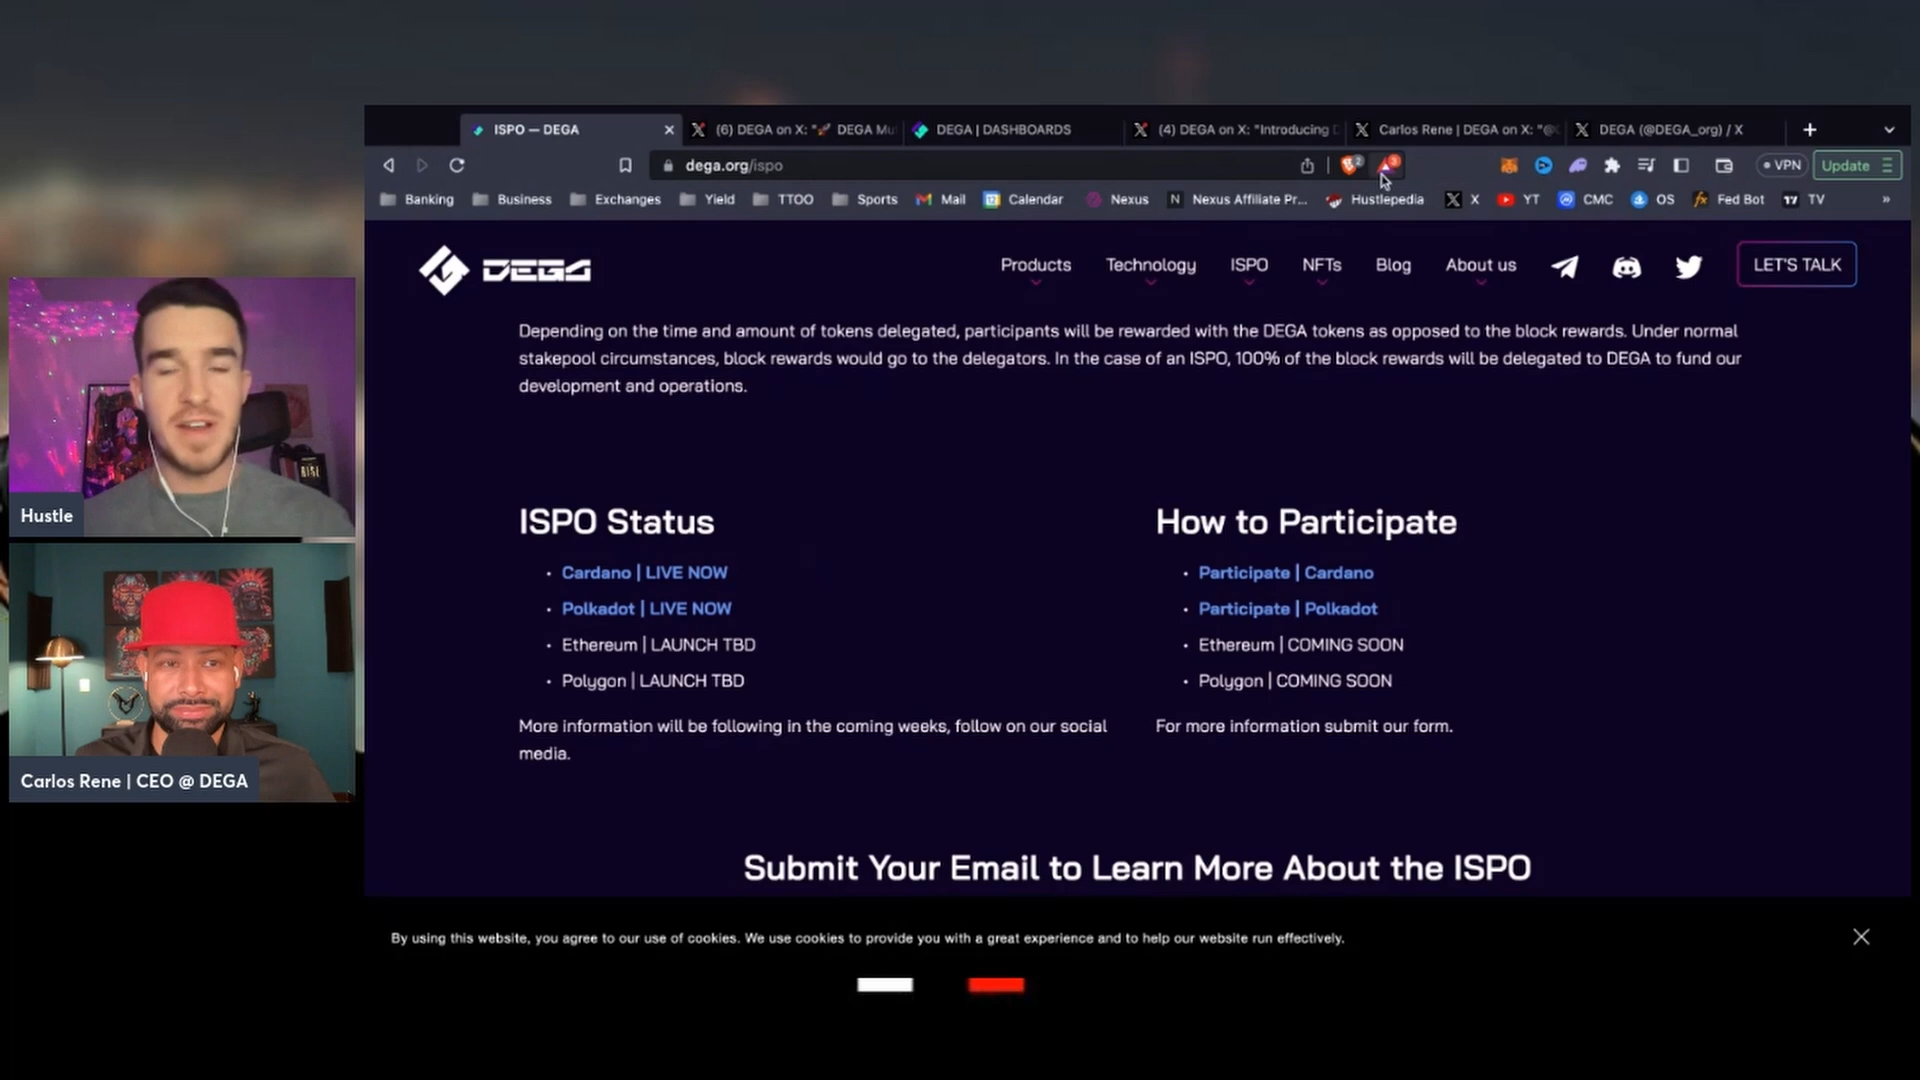 ISPO — DEGA
(6) DEGA on X: "🚀 DEGA Mu
DEGA | DASHBOARDS
(4) DEGA on X: "Introducing
Carlos Rene | DEGA on X: "@
DEGA (@DEGA_org) / X
dega.org/ispo
2
3
VPN
Update
Banking
Business
Exchanges
Yield
TTOO
Sports
Mail
Calendar
Nexus
Nexus Affiliate Pr...
Hustlepedia
X
YT
CMC
OS
Fed Bot
TV
»
DEGA
Products
Technology
ISPO
NFTs
Blog
About us
LET'S TALK
Depending on the time and amount of tokens delegated, participants will be rewarded with the DEGA tokens as opposed to the block rewards. Under normal
stakepool circumstances, block rewards would go to the delegators. In the case of an ISPO, 100% of the block rewards will be delegated to DEGA to fund our
development and operations.
ISPO Status
• Cardano | LIVE NOW
• Polkadot | LIVE NOW
• Ethereum | LAUNCH TBD
• Polygon | LAUNCH TBD
More information will be following in the coming weeks, follow on our social
media.
How to Participate
• Participate | Cardano
• Participate | Polkadot
• Ethereum | COMING SOON
• Polygon | COMING SOON
For more information submit our form.
Submit Your Email to Learn More About the ISPO
By using this website, you agree to our use of cookies. We use cookies to provide you with a great experience and to help our website run effectively.
RISE
Hustle
Carlos Rene | CEO @ DEGA